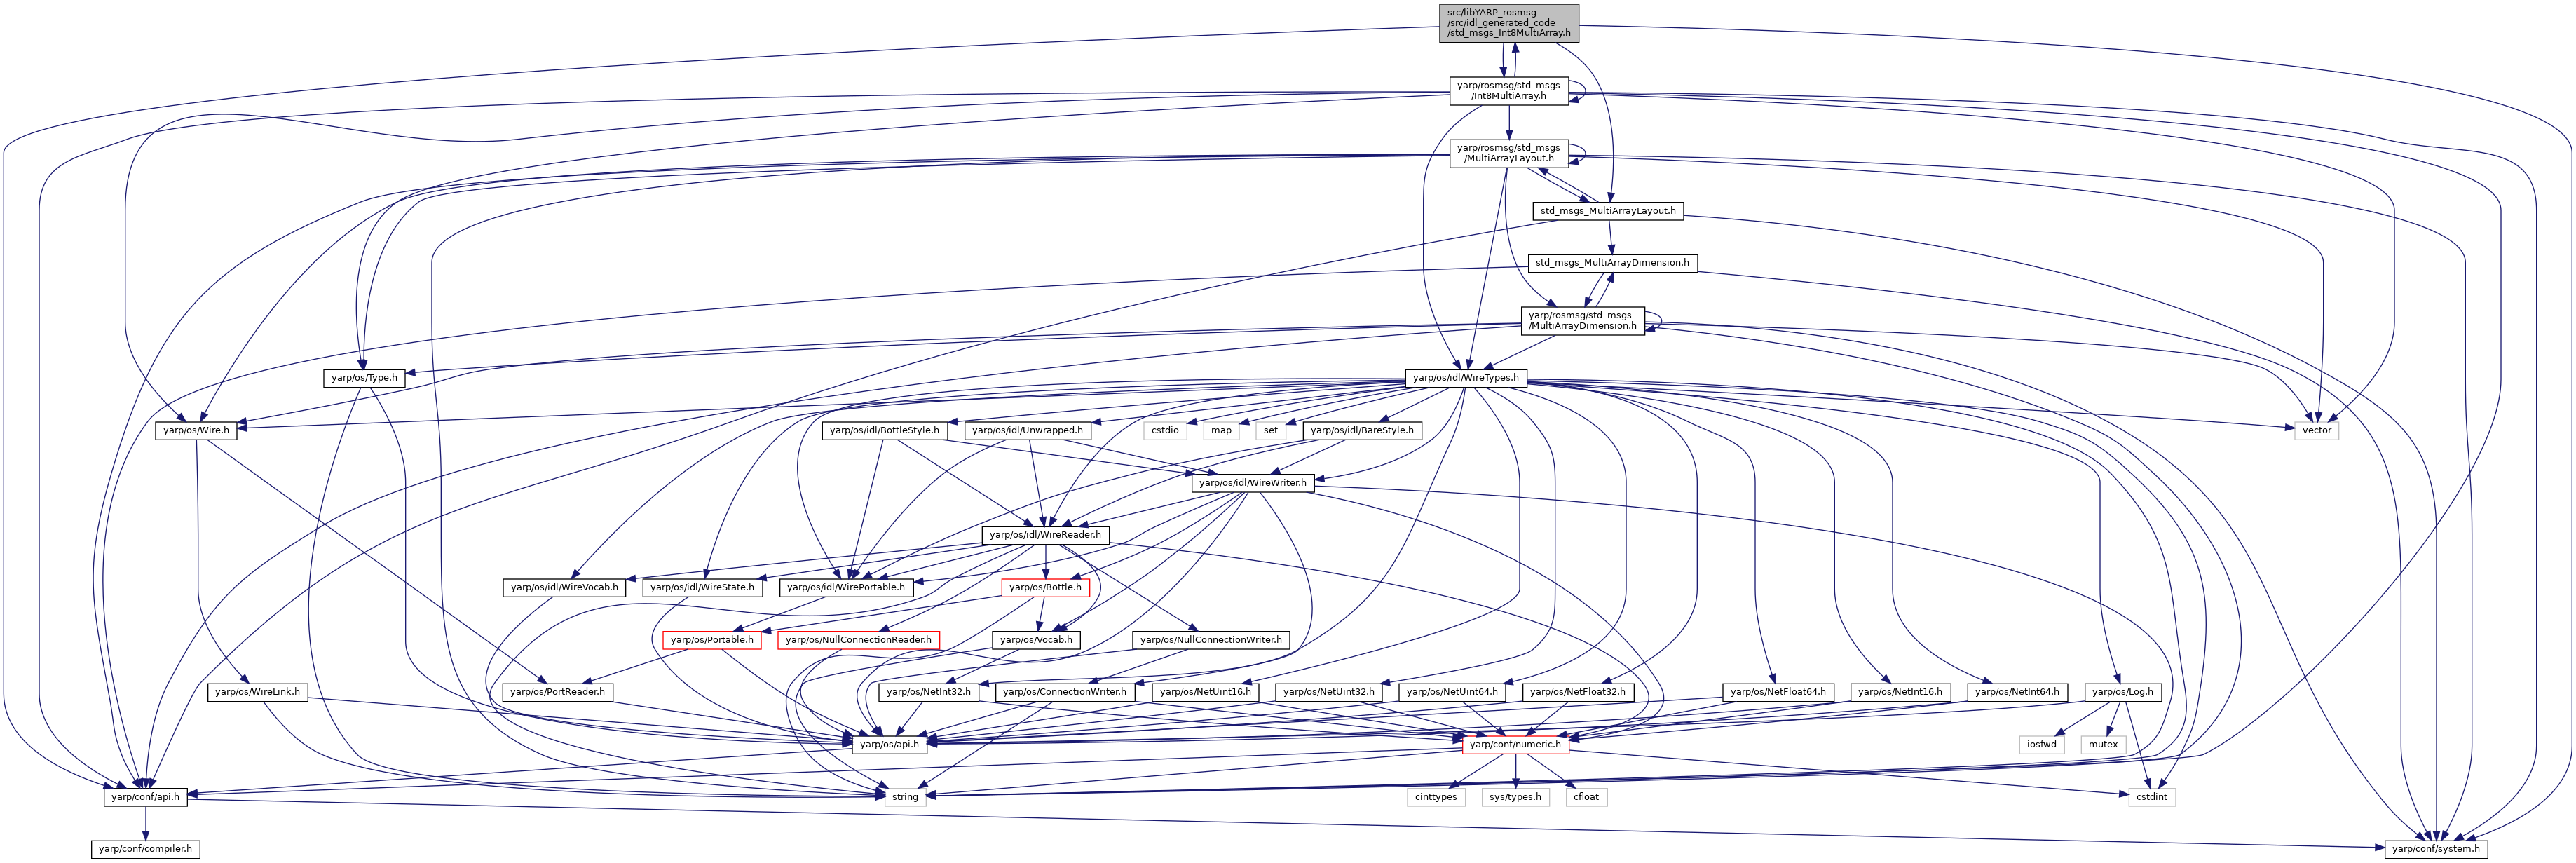 src/libYARP_rosmsg
/src/idl_generated_code
/std_msgs_Int8MultiArray.h
yarp/rosmsg/std_msgs
/Int8MultiArray.h
yarp/rosmsg/std_msgs
/MultiArrayLayout.h
std_msgs_MultiArrayLayout.h
std_msgs_MultiArrayDimension.h
yarp/rosmsg/std_msgs
/MultiArrayDimension.h
yarp/os/Type.h
yarp/os/idl/WireTypes.h
yarp/os/Wire.h
yarp/os/idl/BottleStyle.h
yarp/os/idl/Unwrapped.h
cstdio
map
set
yarp/os/idl/BareStyle.h
vector
yarp/os/idl/WireWriter.h
yarp/os/idl/WireReader.h
yarp/os/idl/WireVocab.h
yarp/os/idl/WireState.h
yarp/os/idl/WirePortable.h
yarp/os/Bottle.h
yarp/os/Portable.h
yarp/os/NullConnectionReader.h
yarp/os/Vocab.h
yarp/os/NullConnectionWriter.h
yarp/os/WireLink.h
yarp/os/PortReader.h
yarp/os/NetInt32.h
yarp/os/ConnectionWriter.h
yarp/os/NetUint16.h
yarp/os/NetUint32.h
yarp/os/NetUint64.h
yarp/os/NetFloat32.h
yarp/os/NetFloat64.h
yarp/os/NetInt16.h
yarp/os/NetInt64.h
yarp/os/Log.h
yarp/os/api.h
yarp/conf/numeric.h
iosfwd
mutex
yarp/conf/api.h
string
cinttypes
sys/types.h
cfloat
cstdint
yarp/conf/compiler.h
yarp/conf/system.h